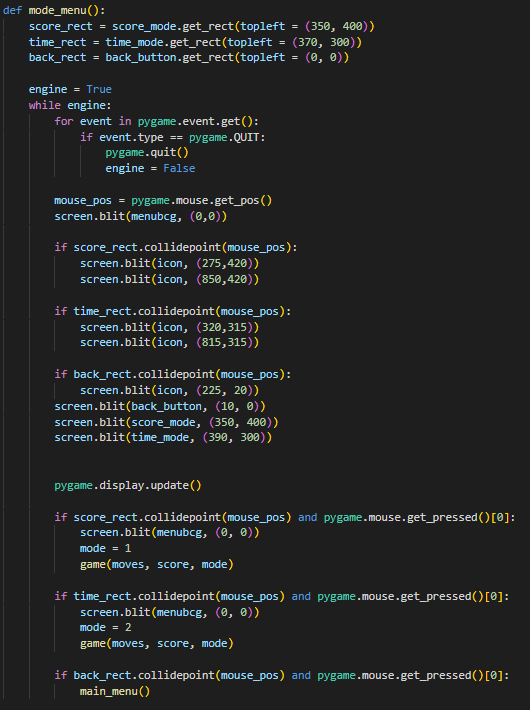 def mode_menu():
    score_rect = score_mode.get_rect(topleft = (350, 400))
    time_rect = time_mode.get_rect(topleft = (370, 300))
    back_rect = back_button.get_rect(topleft = (0, 0))

    engine = True
    while engine:
        for event in pygame.event.get():
            if event.type == pygame.QUIT:
                pygame.quit()
                engine = False

        mouse_pos = pygame.mouse.get_pos()
        screen.blit(menubcg, (0,0))

        if score_rect.collidepoint(mouse_pos):
            screen.blit(icon, (275,420))
            screen.blit(icon, (850,420))

        if time_rect.collidepoint(mouse_pos):
            screen.blit(icon, (320,315))
            screen.blit(icon, (815,315))

        if back_rect.collidepoint(mouse_pos):
            screen.blit(icon, (225, 20))
        screen.blit(back_button, (10, 0))
        screen.blit(score_mode, (350, 400))
        screen.blit(time_mode, (390, 300))


        pygame.display.update()

        if score_rect.collidepoint(mouse_pos) and pygame.mouse.get_pressed()[0]:
            screen.blit(menubcg, (0, 0))
            mode = 1
            game(moves, score, mode)

        if time_rect.collidepoint(mouse_pos) and pygame.mouse.get_pressed()[0]:
            screen.blit(menubcg, (0, 0))
            mode = 2
            game(moves, score, mode)

        if back_rect.collidepoint(mouse_pos) and pygame.mouse.get_pressed()[0]:
            main_menu()